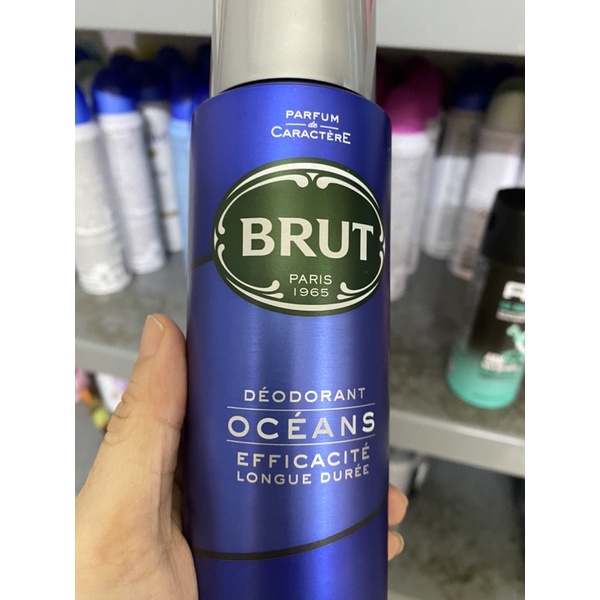 PARFUM
de
CARACTÈRE
BRUT
PARIS
1965
DÉODORANT
OCÉANS
EFFICACITÉ
LONGUE DURÉE